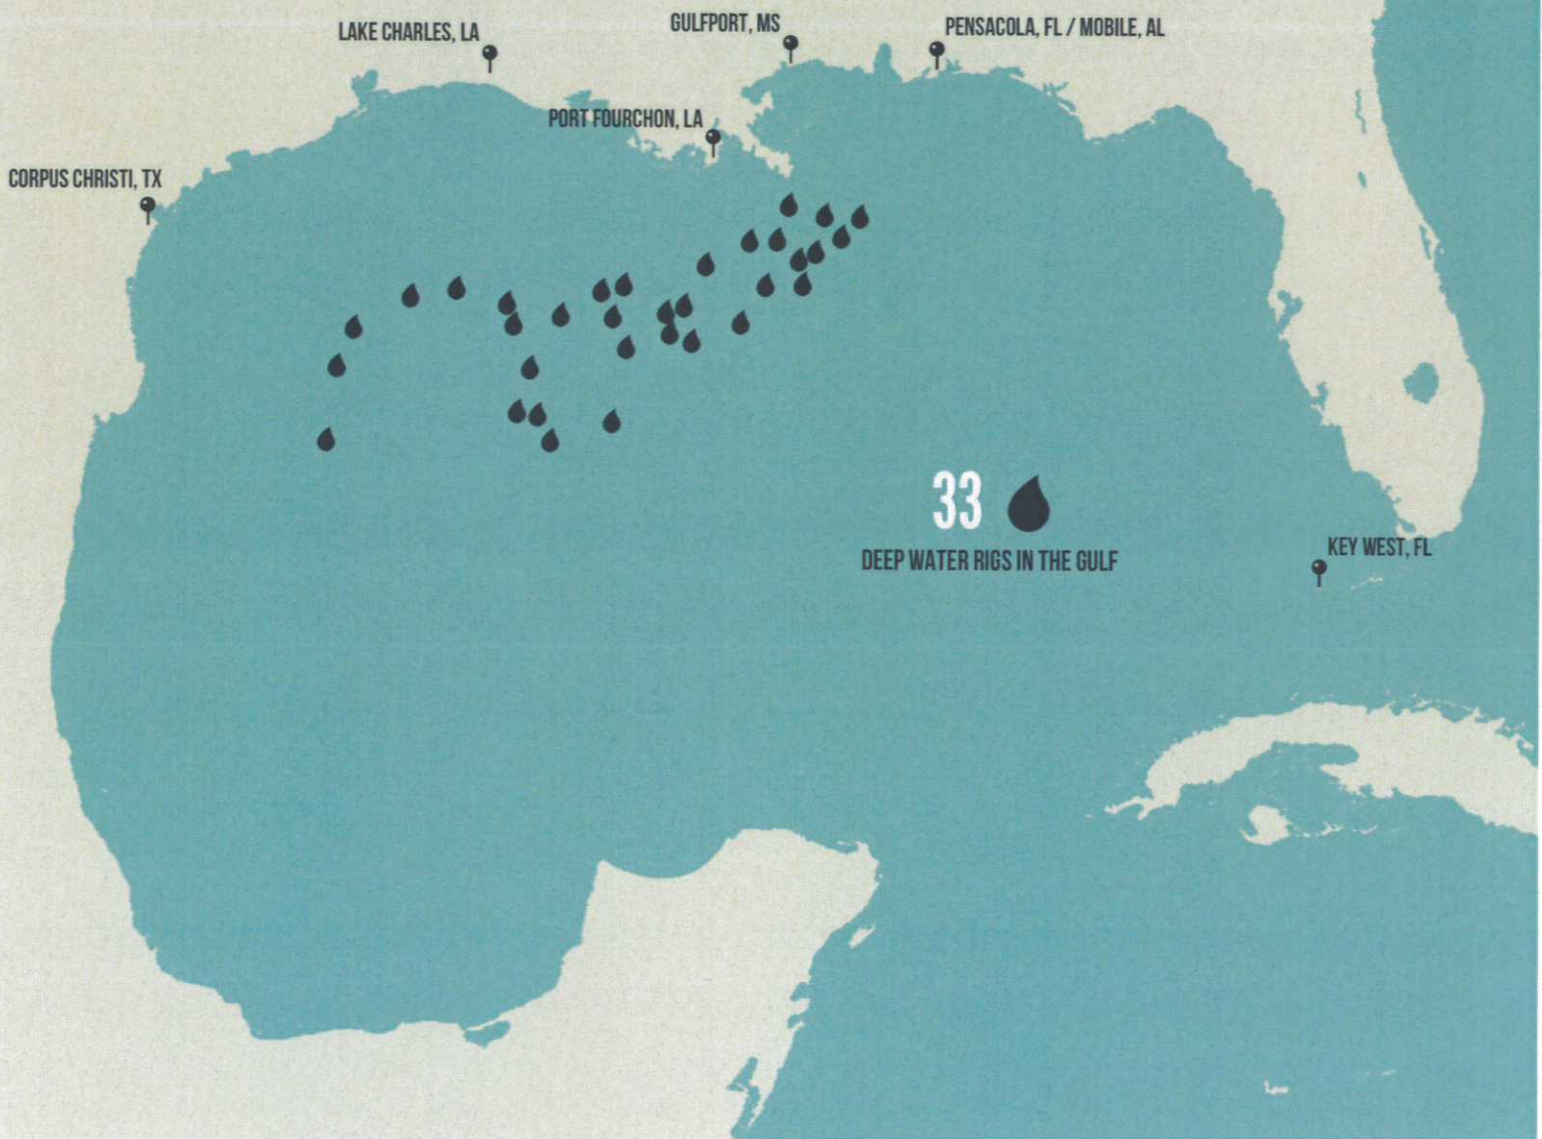 LAKE CHARLES, LA
GULFPORT, MS
PENSACOLA, FL / MOBILE, AL
PORT FOURCHON, LA
CORPUS CHRISTI, TX
33
DEEP WATER RIGS IN THE GULF
KEY WEST, FL